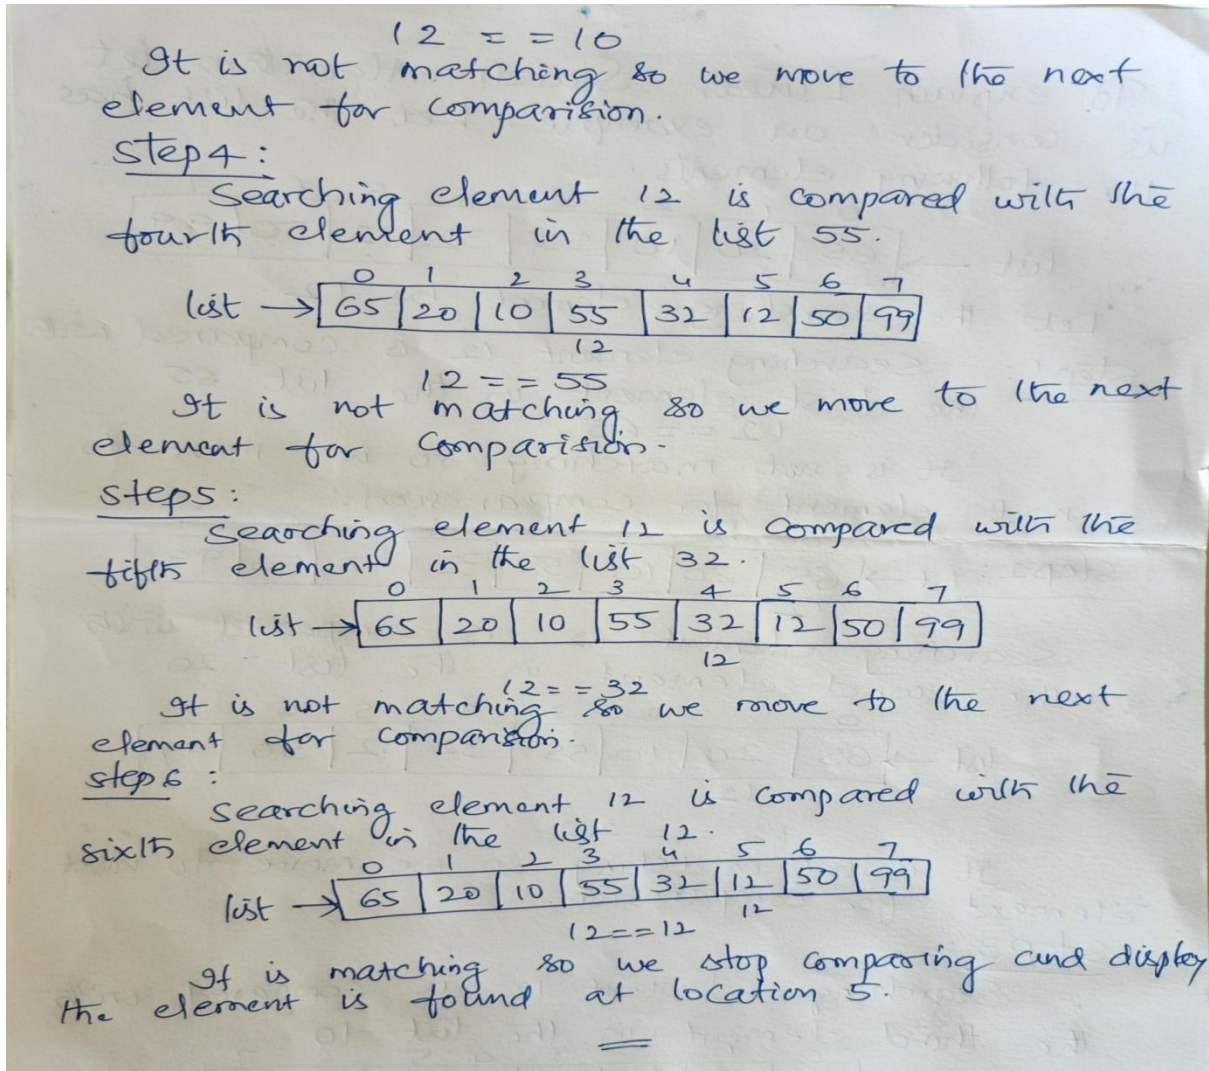 12 = = 10
It is not matching so we move to the next
element for comparision.
Step4:
Searching element 12 is compared with the
fourth element in the list 55.
0 1 2 3 4 5 6 7
list → 65 20 10 55 32 12 50 99
12
12 = = 55
It is not matching so we move to the next
element for comparision.
Step5:
Searching element 12 is compared with the
fifth element in the list 32.
0 1 2 3 4 5 6 7
list → 65 20 10 55 32 12 50 99
12
12 = = 32
It is not matching so we move to the next
element for comparision.
step6:
searching element 12 is compared with the
sixth element in the list 12.
0 1 2 3 4 5 6 7
list → 65 20 10 55 32 12 50 99
12
12 = = 12
It is matching so we stop comparing and display
the element is found at location 5.